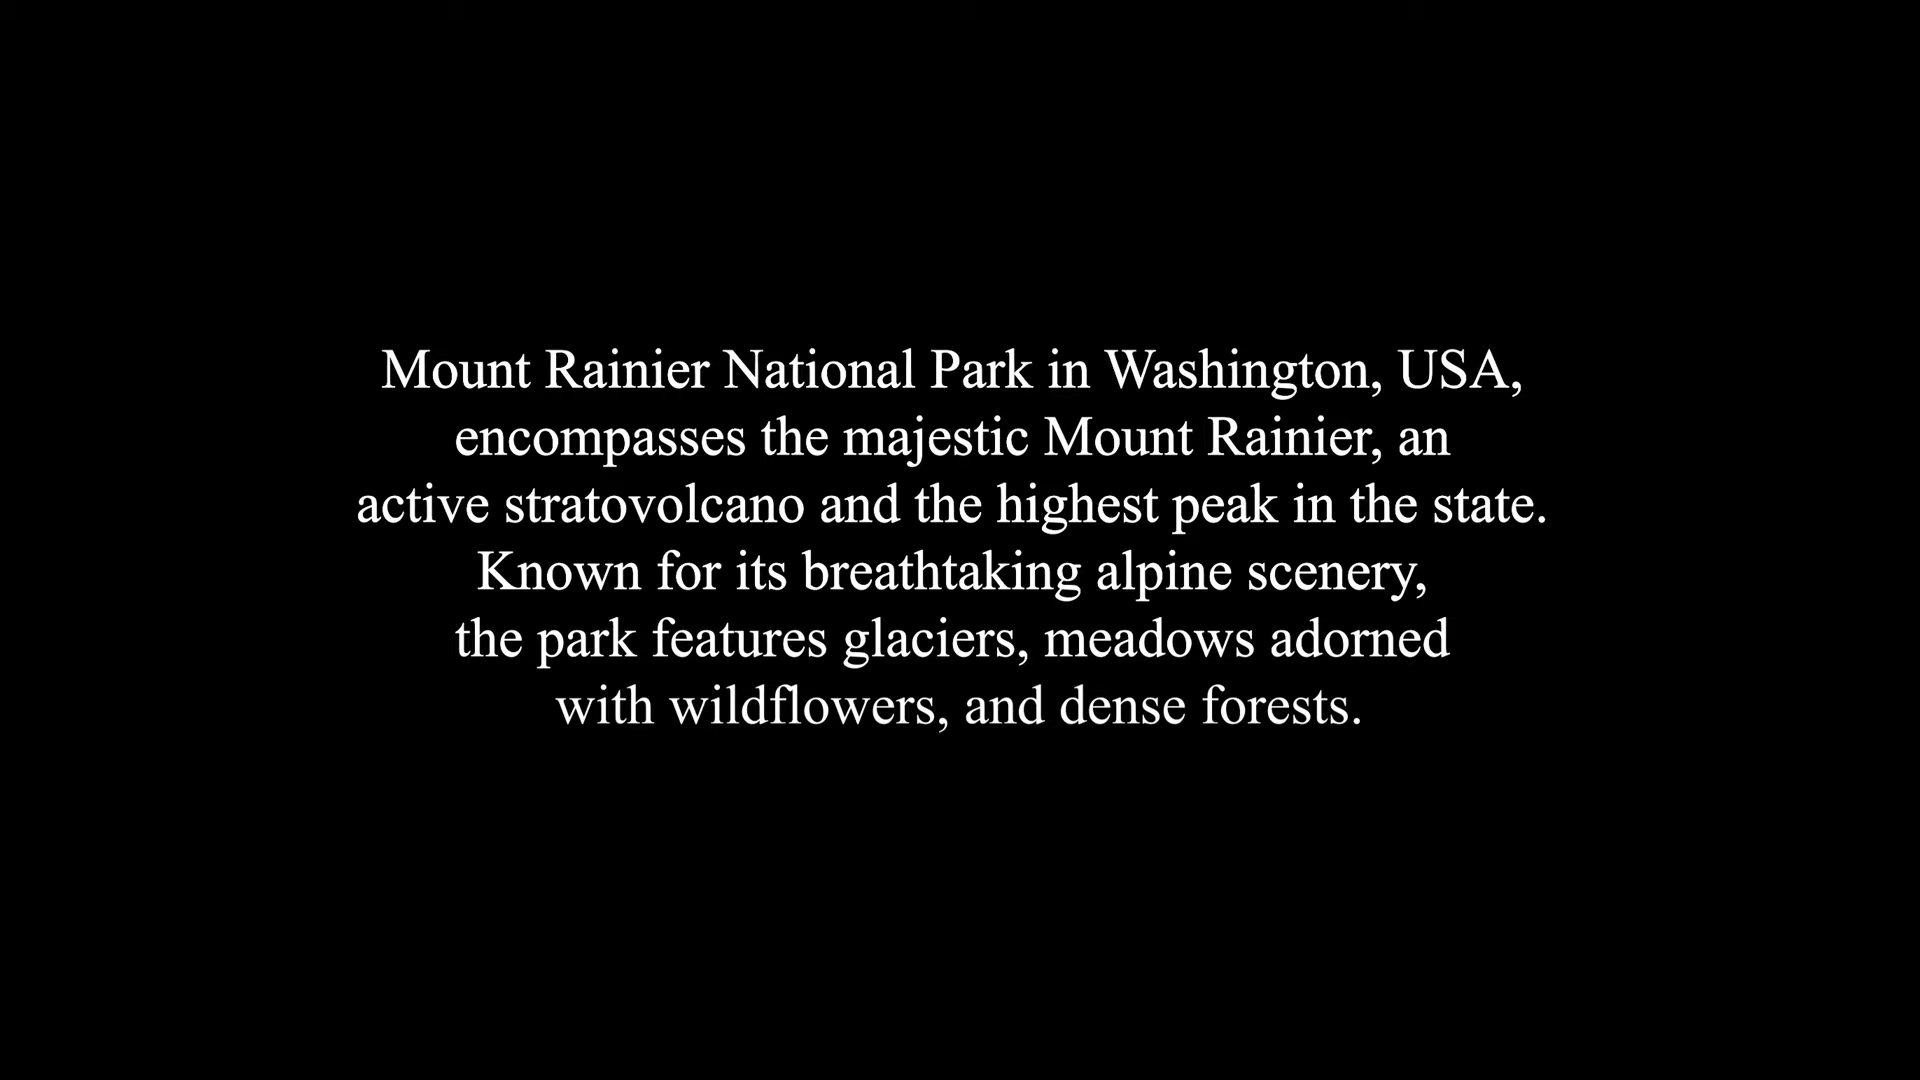 Mount Rainier National Park in Washington, USA,
encompasses the majestic Mount Rainier, an
active stratovolcano and the highest peak in the state.
Known for its breathtaking alpine scenery,
the park features glaciers, meadows adorned
with wildflowers, and dense forests.